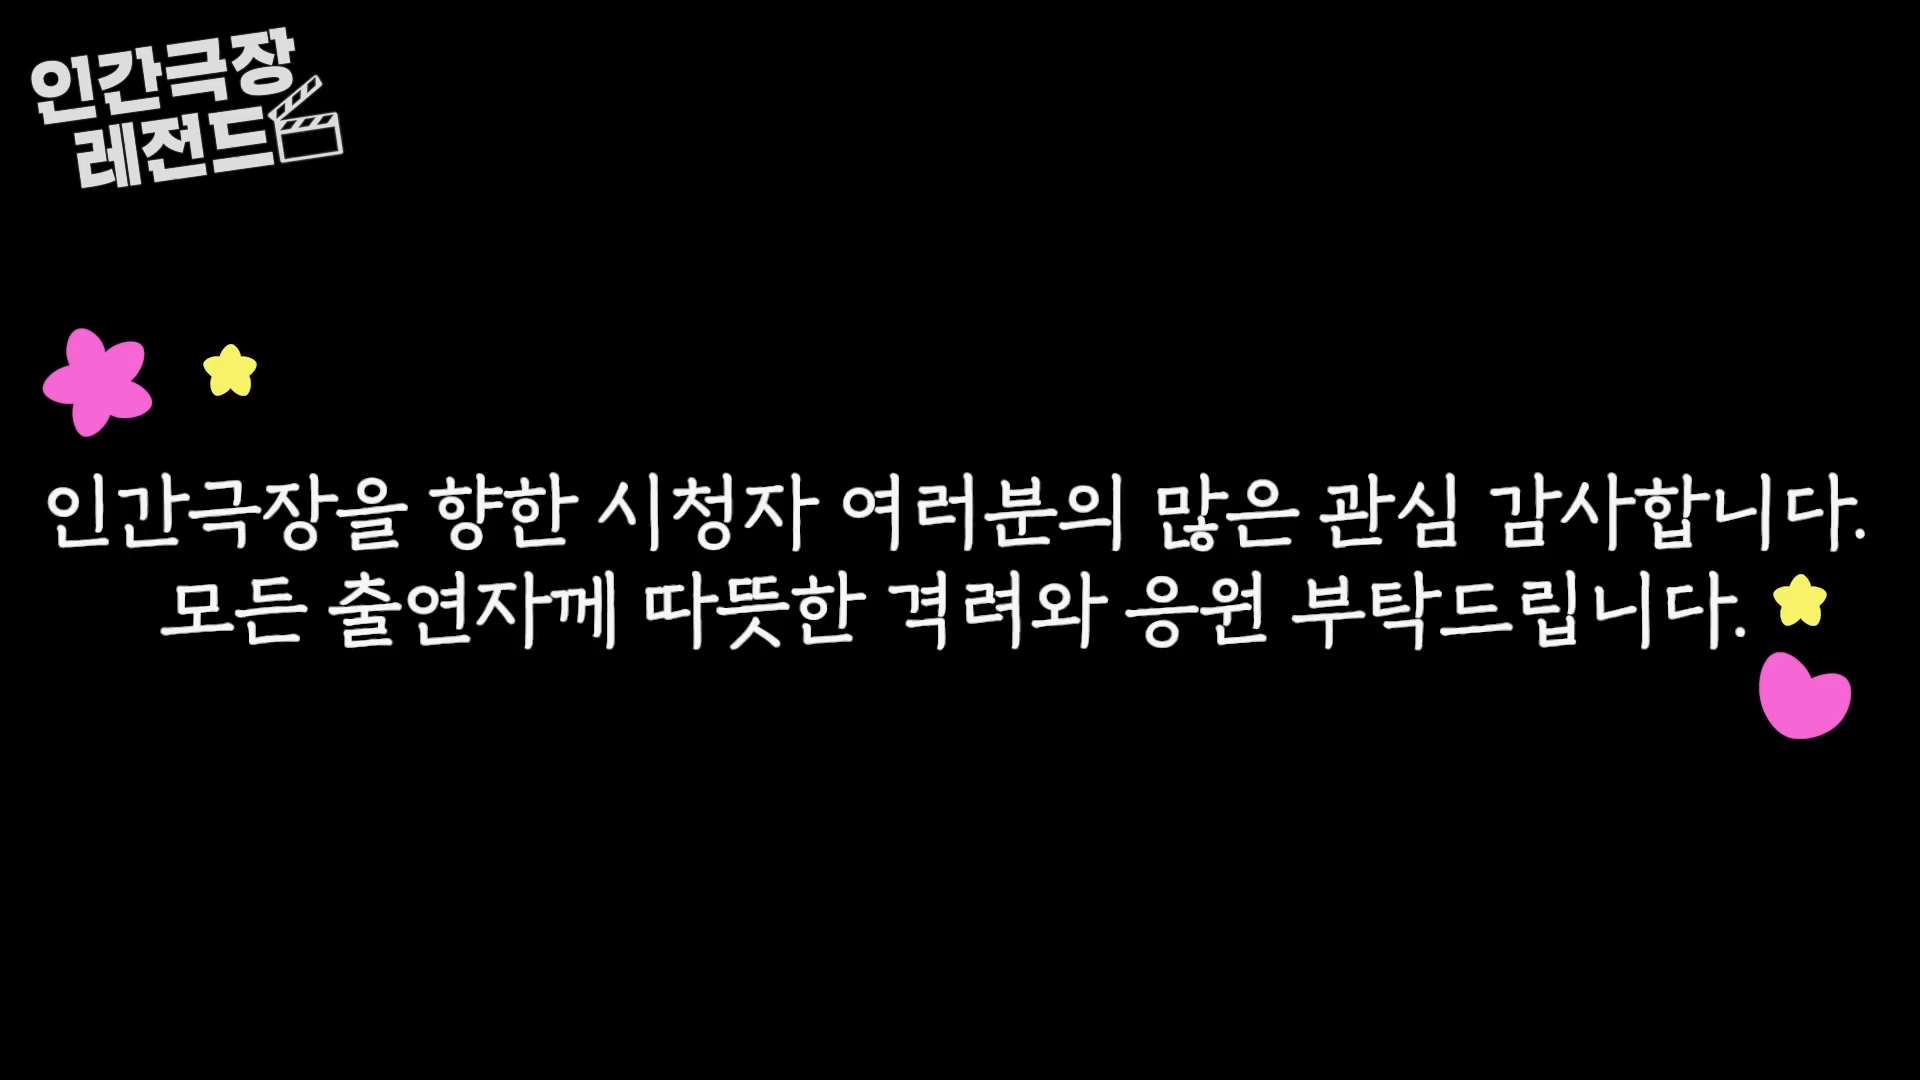 인간극장
레전드
인간극장을 향한 시청자 여러분의 많은 관심 감사합니다.
모든 출연자께 따뜻한 격려와 응원 부탁드립니다.